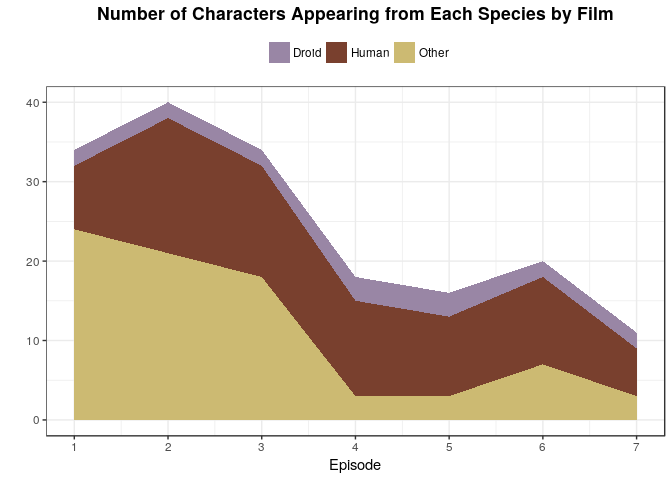 Number of Characters Appearing from Each Species by Film
Droid Human Other
40
30
20
10
0
1 2 3 4 5 6 7
Episode